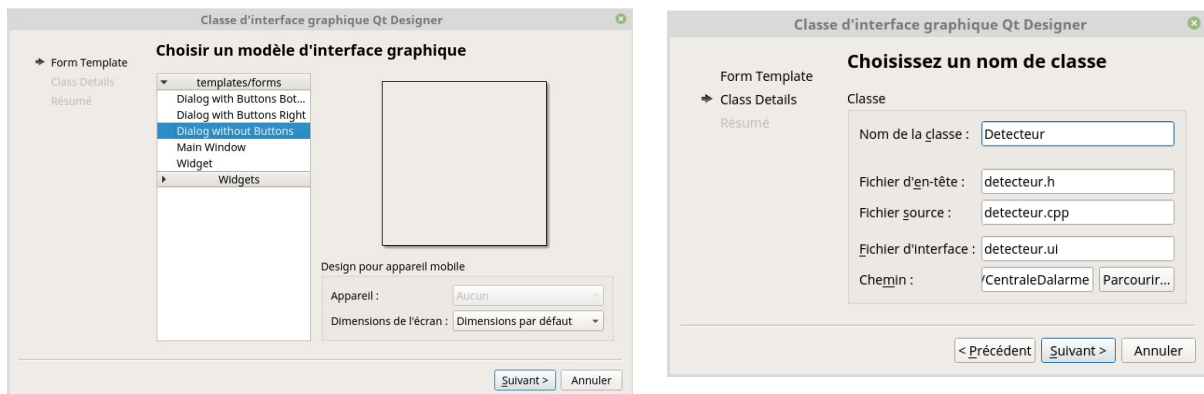 Classe d'interface graphique Qt Designer
Choisir un modèle d'interface graphique
Form Template
Class Details
Résumé
templates/forms
Dialog with Buttons Bot...
Dialog with Buttons Right
Dialog without Buttons
Main Window
Widget
Widgets
Design pour appareil mobile
Appareil : Aucun
Dimensions de l'écran : Dimensions par défaut
Suivant > Annuler
Classe d'interface graphique Qt Designer
Choisissez un nom de classe
Form Template
Class Details
Résumé
Classe
Nom de la classe : Detecteur
Fichier d'en-tête : detecteur.h
Fichier source : detecteur.cpp
Fichier d'interface : detecteur.ui
Chemin : /CentraleDalarme Parcourir...
< Précédent Suivant > Annuler